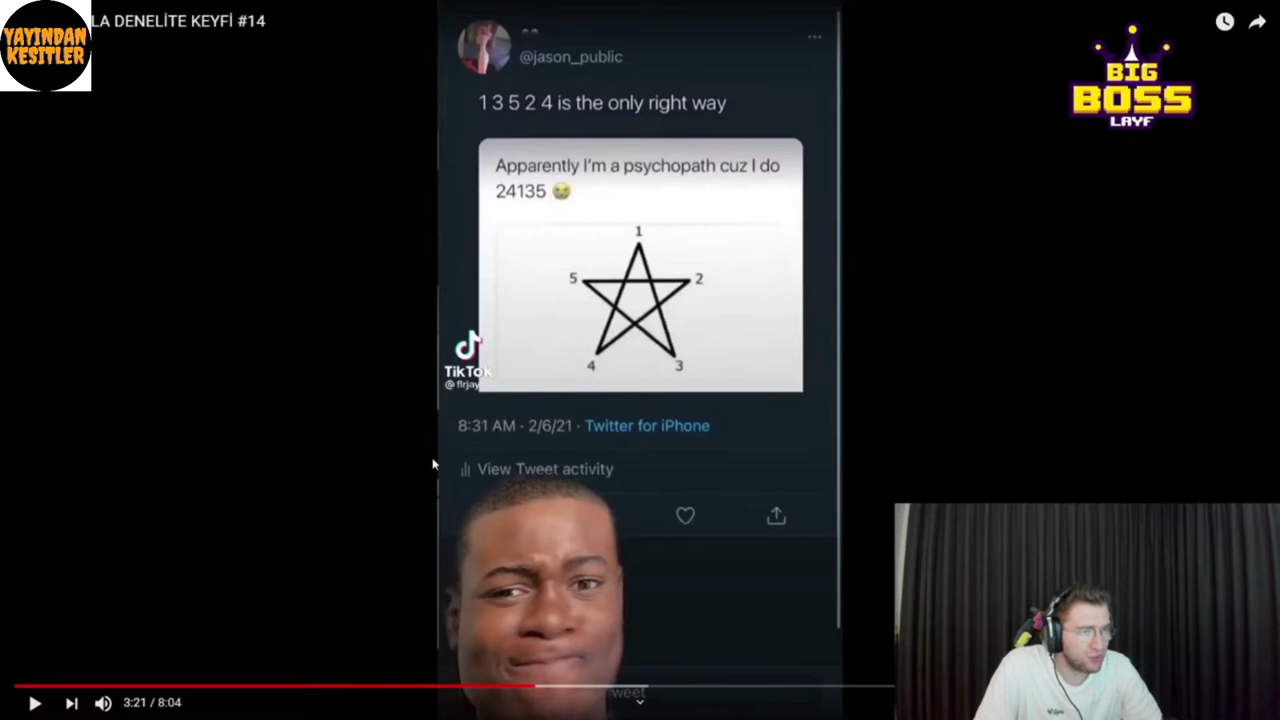 LA DENELİTE KEYFİ #14
YAYINDAN
KESİTLER
@jason_public
1 3 5 2 4 is the only right way
Apparently I'm a psychopath cuz I do
24135 😭
1
5
2
4
3
TikTok
@flrjay
8:31 AM · 2/6/21 · Twitter for iPhone
View Tweet activity
weet
BIG
BOSS
LAYF
3:21 / 8:04